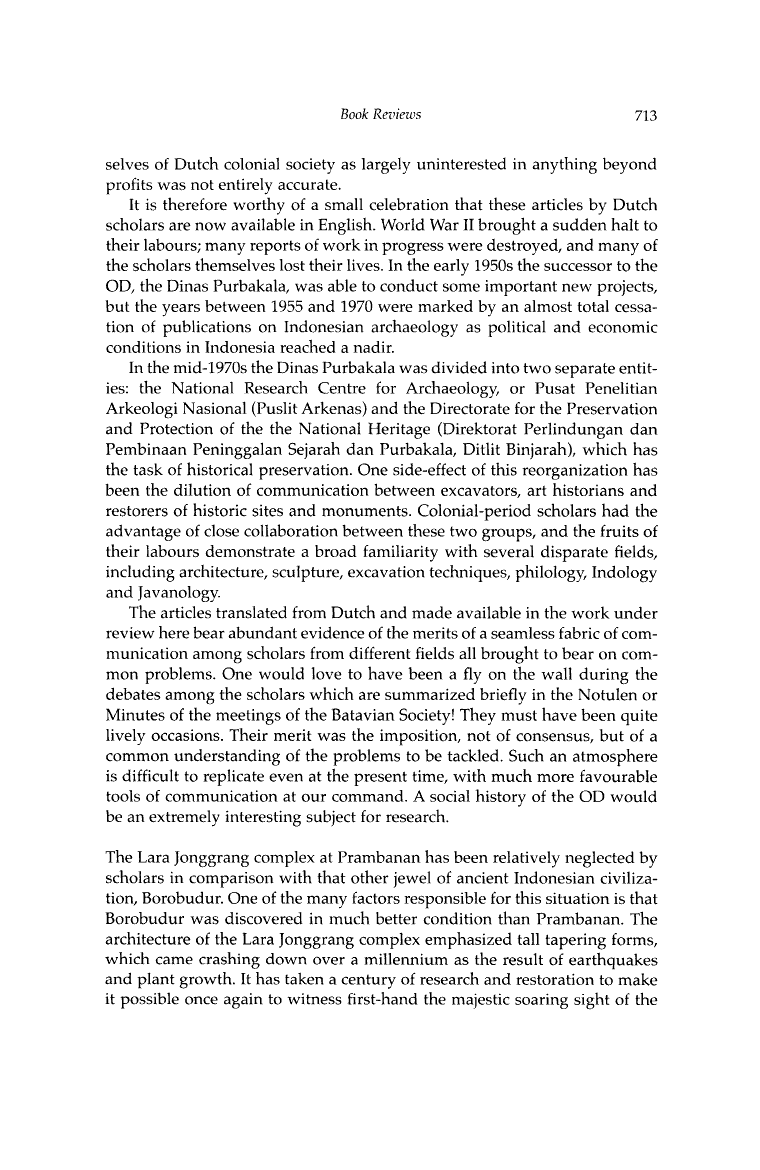 Book Reviews 713
selves of Dutch colonial society as largely uninterested in anything beyond
profits was not entirely accurate.
It is therefore worthy of a small celebration that these articles by Dutch
scholars are now available in English. World War II brought a sudden halt to
their labours; many reports of work in progress were destroyed, and many of
the scholars themselves lost their lives. In the early 1950s the successor to the
OD, the Dinas Purbakala, was able to conduct some important new projects,
but the years between 1955 and 1970 were marked by an almost total cessa-
tion of publications on Indonesian archaeology as political and economic
conditions in Indonesia reached a nadir.
In the mid-1970s the Dinas Purbakala was divided into two separate entit-
ies: the National Research Centre for Archaeology, or Pusat Penelitian
Arkeologi Nasional (Puslit Arkenas) and the Directorate for the Preservation
and Protection of the the National Heritage (Direktorat Perlindungan dan
Pembinaan Peninggalan Sejarah dan Purbakala, Ditlit Binjarah), which has
the task of historical preservation. One side-effect of this reorganization has
been the dilution of communication between excavators, art historians and
restorers of historic sites and monuments. Colonial-period scholars had the
advantage of close collaboration between these two groups, and the fruits of
their labours demonstrate a broad familiarity with several disparate fields,
including architecture, sculpture, excavation techniques, philology, Indology
and Javanology.
The articles translated from Dutch and made available in the work under
review here bear abundant evidence of the merits of a seamless fabric of com-
munication among scholars from different fields all brought to bear on com-
mon problems. One would love to have been a fly on the wall during the
debates among the scholars which are summarized briefly in the Notulen or
Minutes of the meetings of the Batavian Society! They must have been quite
lively occasions. Their merit was the imposition, not of consensus, but of a
common understanding of the problems to be tackled. Such an atmosphere
is difficult to replicate even at the present time, with much more favourable
tools of communication at our command. A social history of the OD would
be an extremely interesting subject for research.
The Lara Jonggrang complex at Prambanan has been relatively neglected by
scholars in comparison with that other jewel of ancient Indonesian civiliza-
tion, Borobudur. One of the many factors responsible for this situation is that
Borobudur was discovered in much better condition than Prambanan. The
architecture of the Lara Jonggrang complex emphasized tall tapering forms,
which came crashing down over a millennium as the result of earthquakes
and plant growth. It has taken a century of research and restoration to make
it possible once again to witness first-hand the majestic soaring sight of the